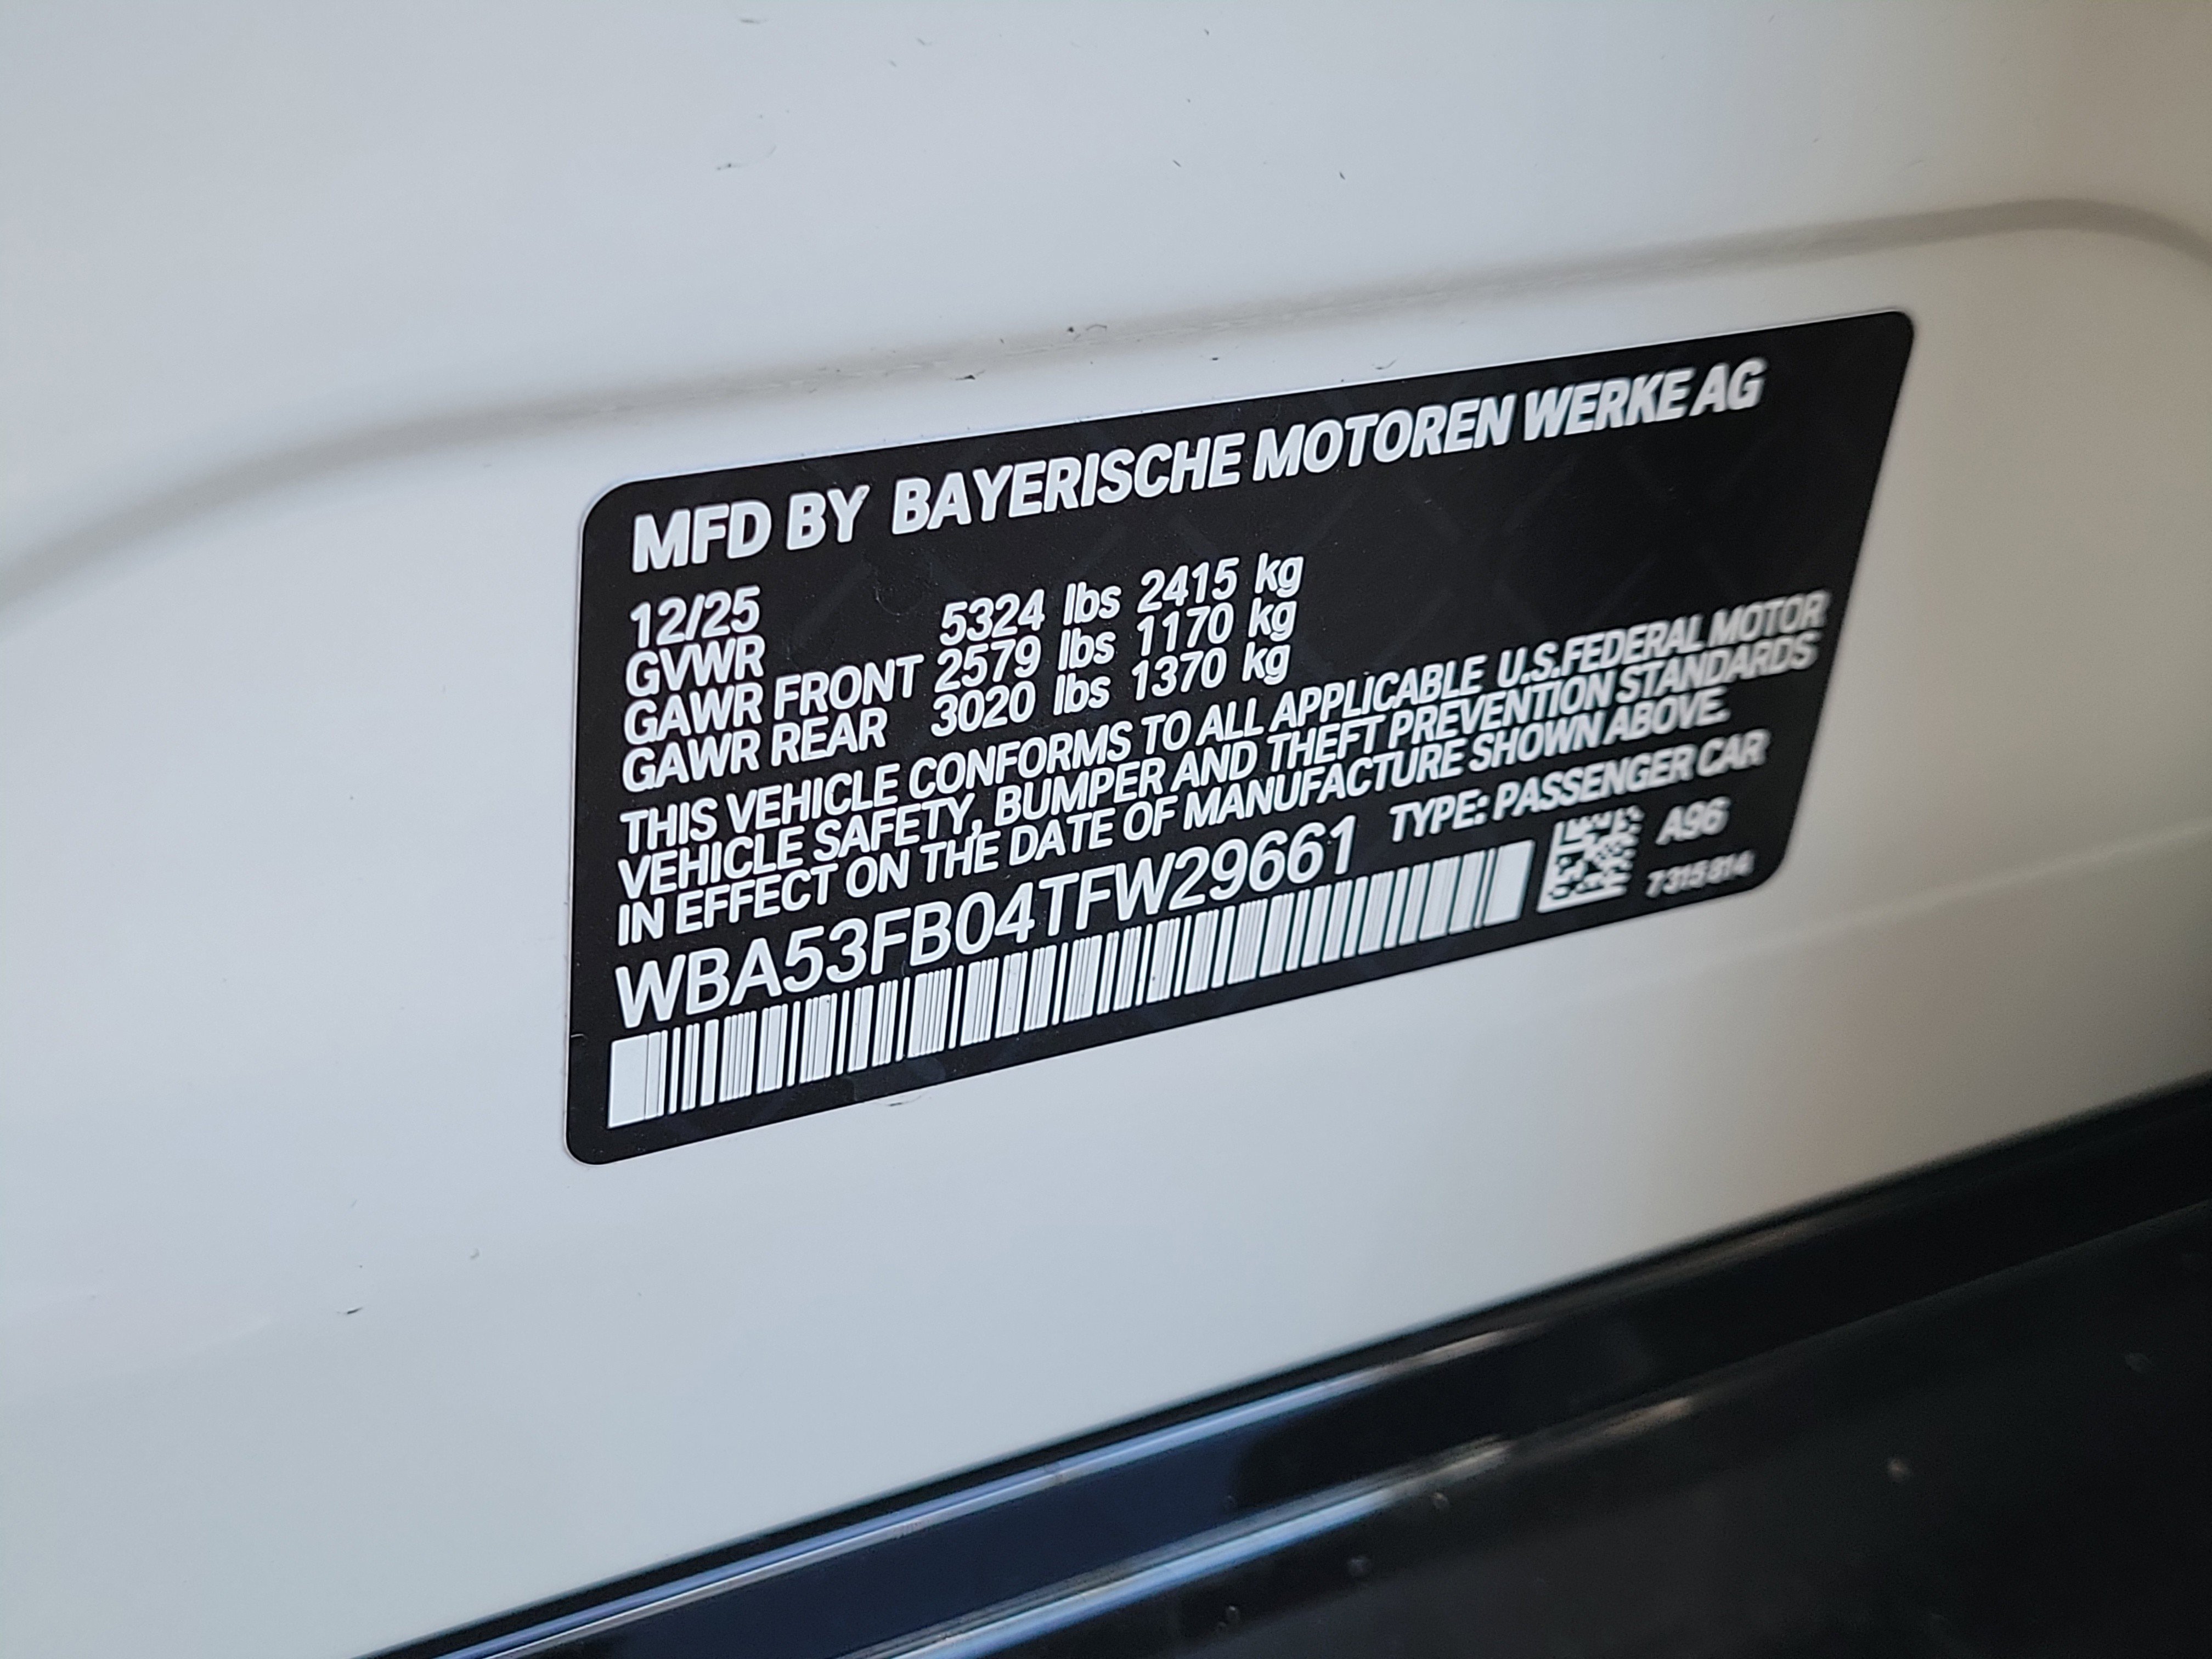 MFD BY BAYERISCHE MOTOREN WERKE AG
12/25
GVWR 5324 lbs 2415 kg
GAWR FRONT 2579 lbs 1170 kg
GAWR REAR 3020 lbs 1370 kg
THIS VEHICLE CONFORMS TO ALL APPLICABLE U.S.FEDERAL MOTOR
VEHICLE SAFETY, BUMPER AND THEFT PREVENTION STANDARDS
IN EFFECT ON THE DATE OF MANUFACTURE SHOWN ABOVE.
WBA53FB04TFW29661 TYPE: PASSENGER CAR
A96
7315814